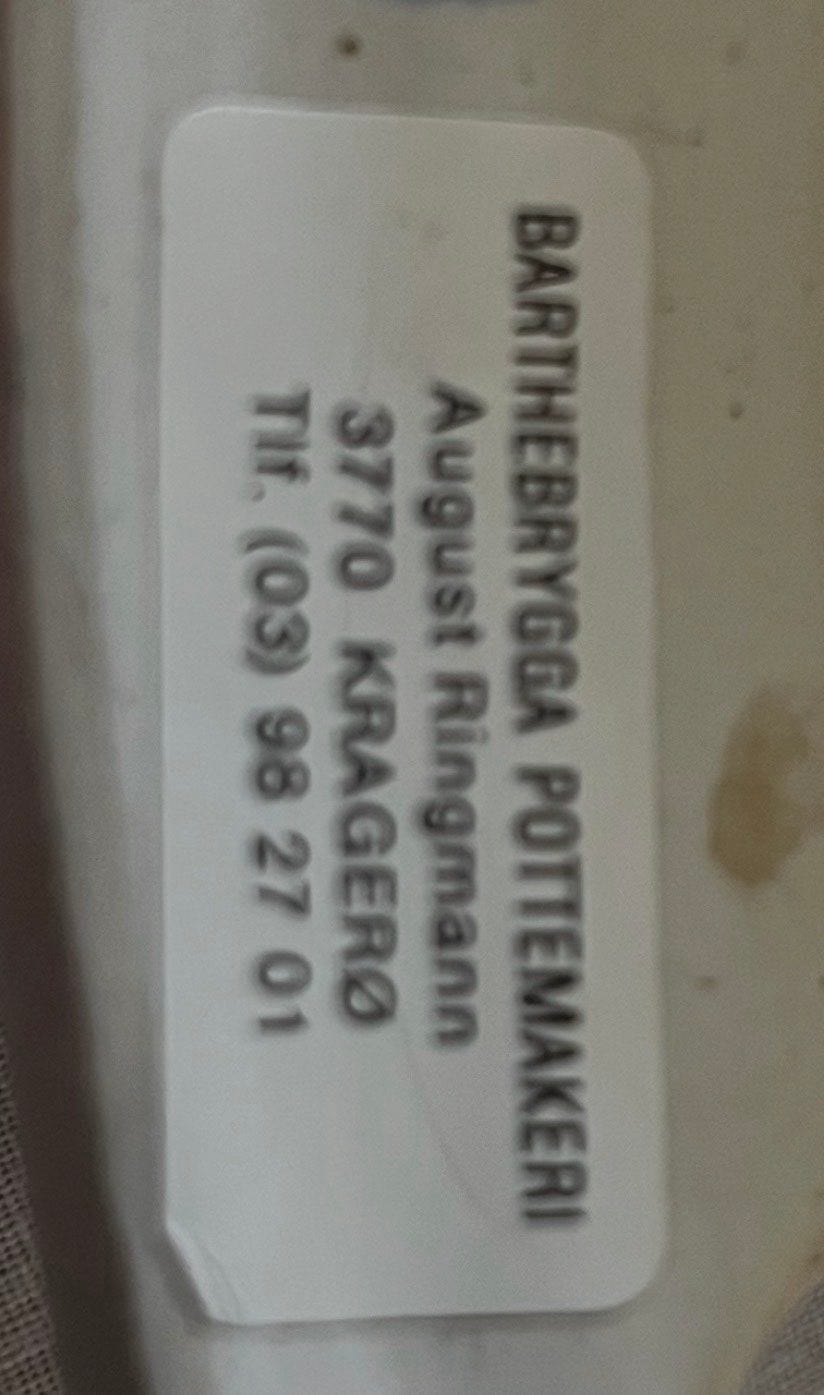 BARTHEBRYGGA POTTEMAKERI
August Ringmann
3770 KRAGERØ
Tlf. (03) 98 27 01